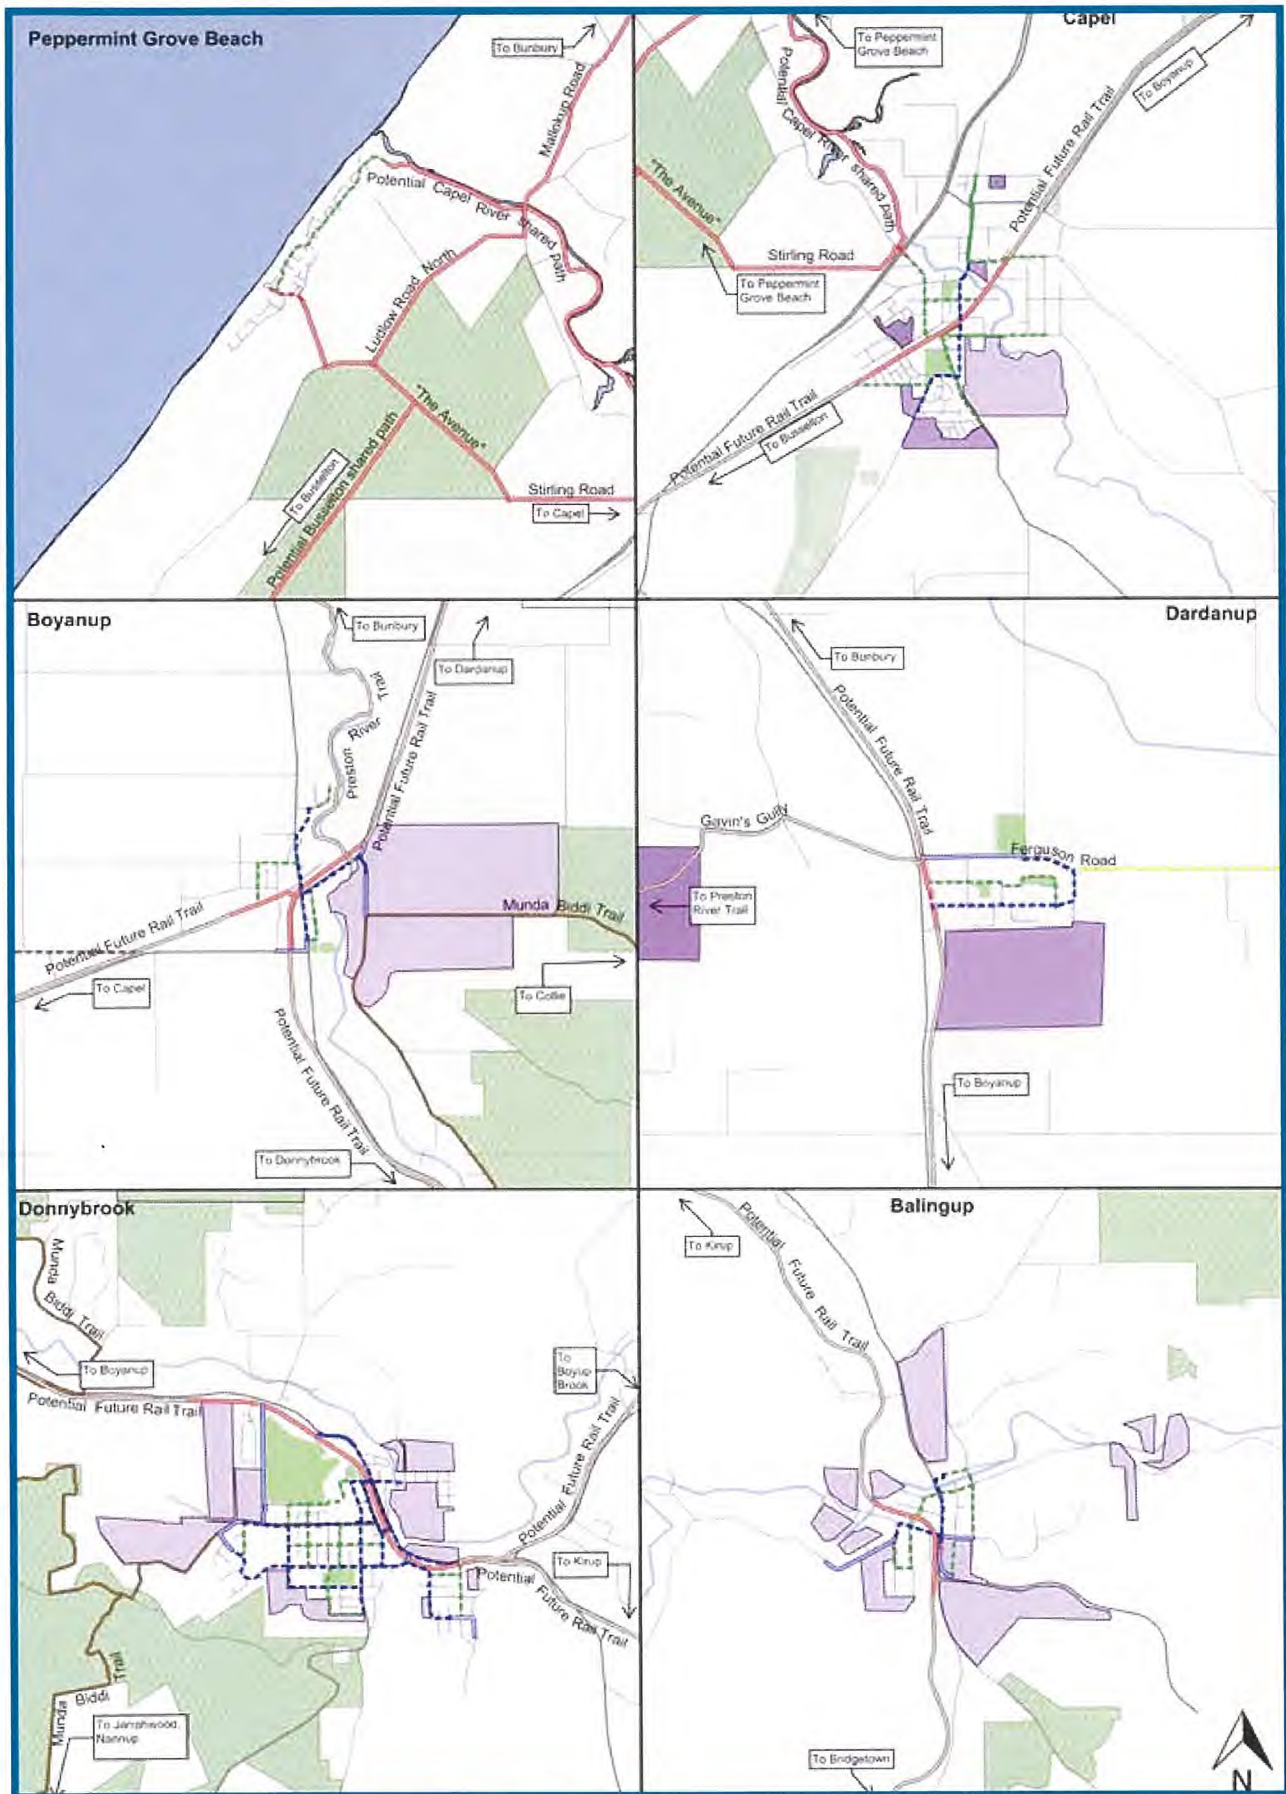 Peppermint Grove Beach
To Bunbury
Malinkup Road
Potential Capel River shared path
Ludlow Road North
"The Avenue"
To Busselton
Potential Busselton shared path
Stirling Road
To Capel
Capel
To Peppermint
Grove Beach
To Boyanup
Potential Capel River shared path
Potential Future Rail Trail
"The Avenue"
Stirling Road
To Peppermint
Grove Beach
Potential Future Rail Trail
To Busselton
Boyanup
To Bunbury
To Dardanup
Preston River Trail
Potential Future Rail Trail
Munda Biddi Trail
Potential Future Rail Trail
To Capel
To Collie
Potential Future Rail Trail
To Donnybrook
Dardanup
To Bunbury
Potential Future Rail Trail
Gavin's Gully
Ferguson Road
To Preston
River Trail
To Boyanup
Donnybrook
Munda Biddi Trail
To Boyanup
To
Boyup
Brook
Potential Future Rail Trail
Potential Future Rail Trail
To Kirup
Potential Future Rail Trail
Munda Biddi Trail
To Jarrahwood,
Nannup
Balingup
To Kirup
Potential Future Rail Trail
To Bridgetown
N